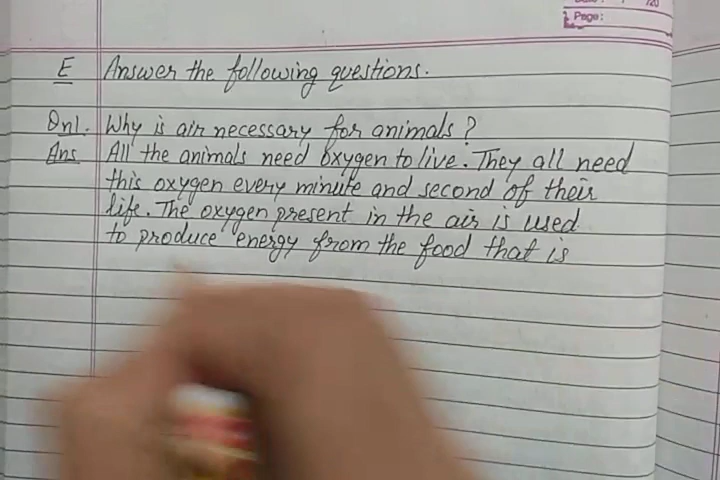 Page:
E Answer the following questions.
Qn1. Why is air necessary for animals?
Ans All the animals need oxygen to live. They all need
this oxygen every minute and second of their
life. The oxygen present in the air is used
to produce energy from the food that is